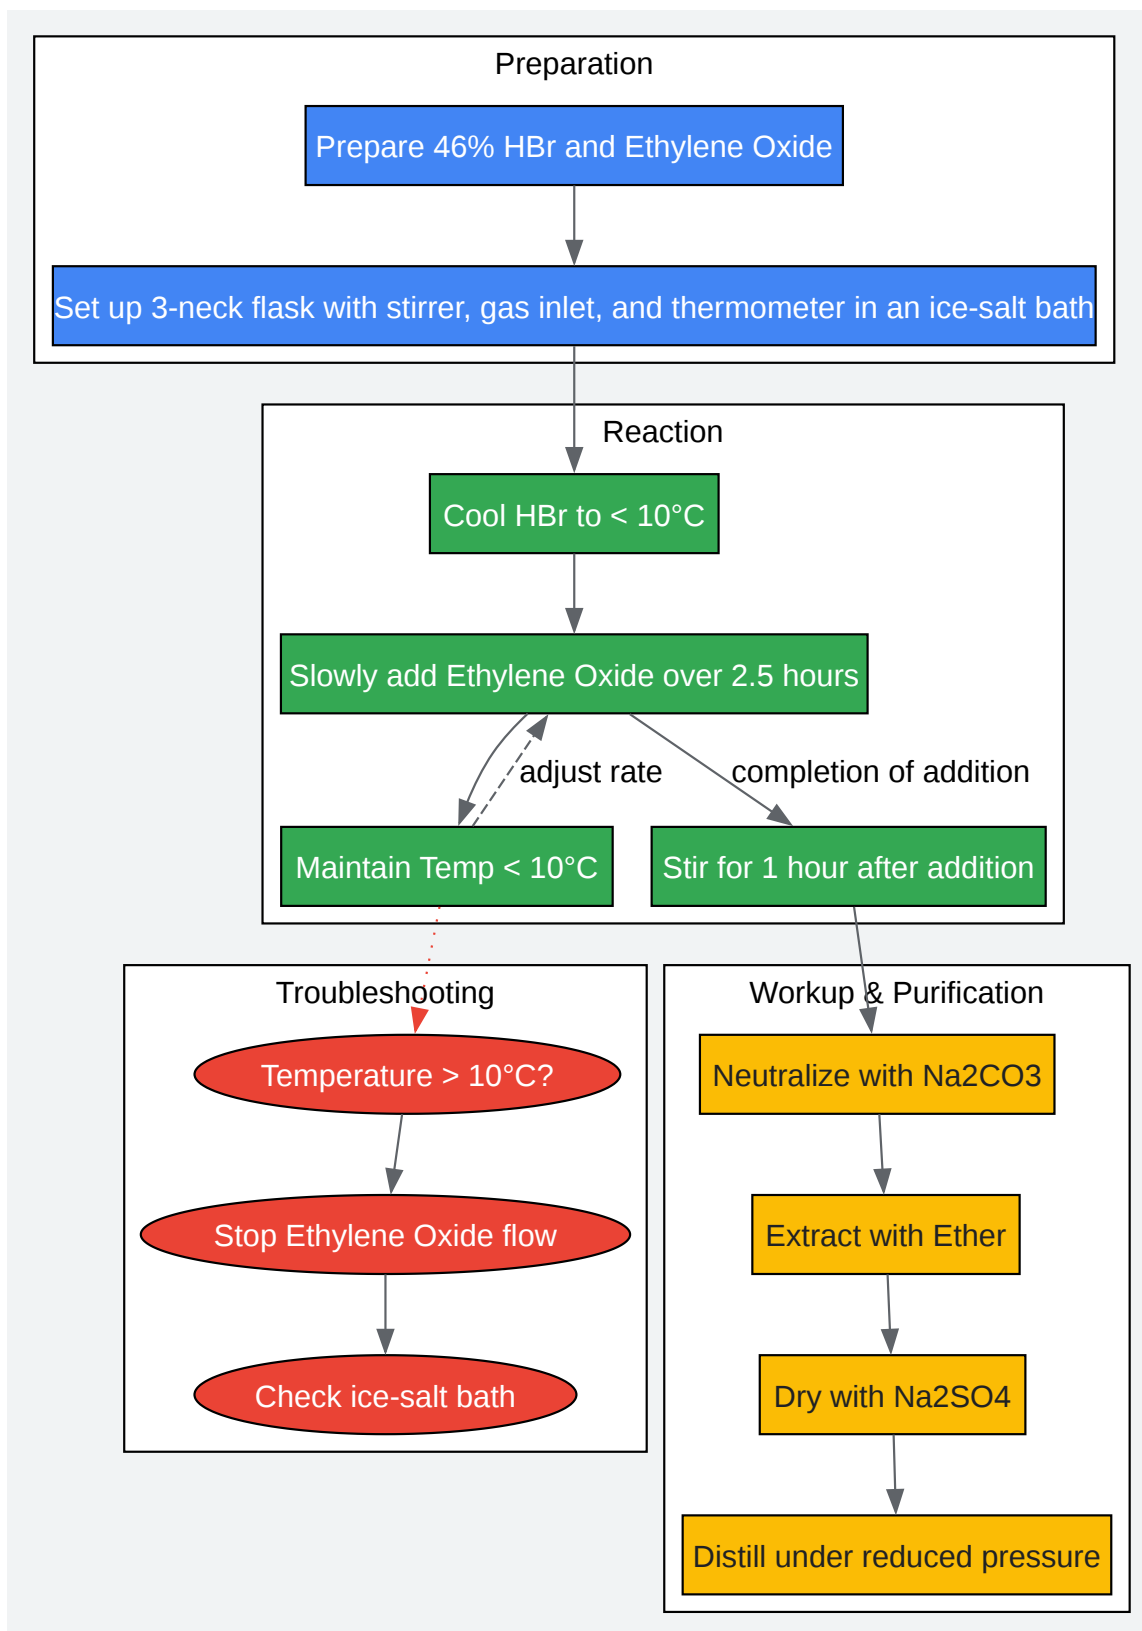 Preparation
Prepare 46% HBr and Ethylene Oxide
Set up 3-neck flask with stirrer, gas inlet, and thermometer in an ice-salt bath
Reaction
Cool HBr to < 10°C
Slowly add Ethylene Oxide over 2.5 hours
adjust rate
completion of addition
Maintain Temp < 10°C
Stir for 1 hour after addition
Troubleshooting
Temperature > 10°C?
Stop Ethylene Oxide flow
Check ice-salt bath
Workup & Purification
Neutralize with Na2CO3
Extract with Ether
Dry with Na2SO4
Distill under reduced pressure